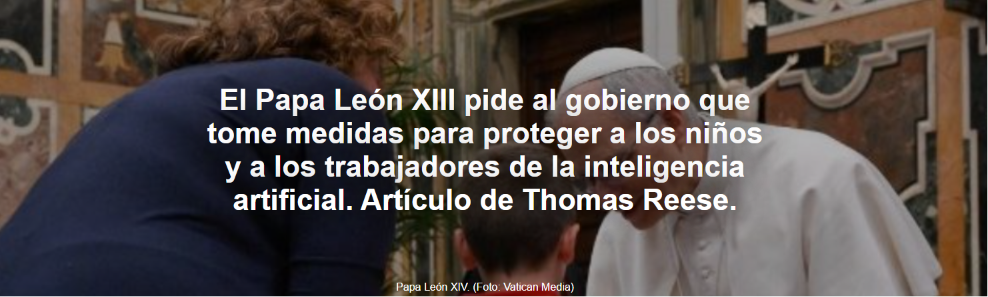 El Papa León XIII pide al gobierno que
tome medidas para proteger a los niños
y a los trabajadores de la inteligencia
artificial. Artículo de Thomas Reese.
Papa León XIV. (Foto: Vatican Media)